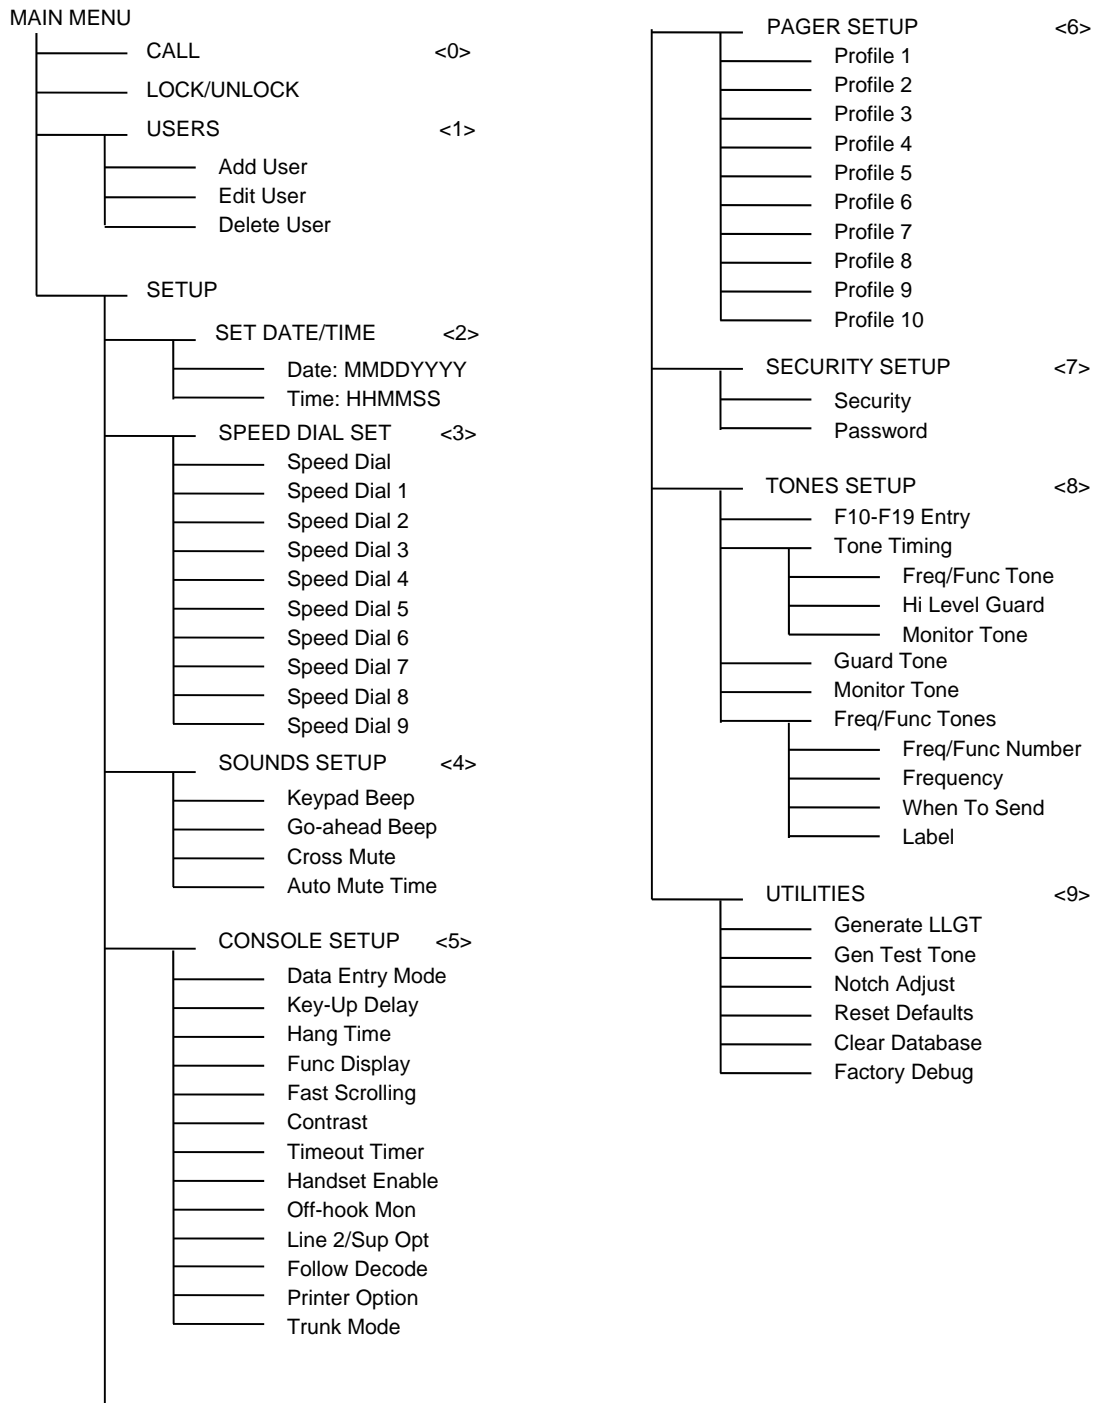 MAIN MENU
CALL <0>
LOCK/UNLOCK
USERS <1>
Add User
Edit User
Delete User
SETUP
SET DATE/TIME <2>
Date: MMDDYYYY
Time: HHMMSS
SPEED DIAL SET <3>
Speed Dial
Speed Dial 1
Speed Dial 2
Speed Dial 3
Speed Dial 4
Speed Dial 5
Speed Dial 6
Speed Dial 7
Speed Dial 8
Speed Dial 9
SOUNDS SETUP <4>
Keypad Beep
Go-ahead Beep
Cross Mute
Auto Mute Time
CONSOLE SETUP <5>
Data Entry Mode
Key-Up Delay
Hang Time
Func Display
Fast Scrolling
Contrast
Timeout Timer
Handset Enable
Off-hook Mon
Line 2/Sup Opt
Follow Decode
Printer Option
Trunk Mode
PAGER SETUP <6>
Profile 1
Profile 2
Profile 3
Profile 4
Profile 5
Profile 6
Profile 7
Profile 8
Profile 9
Profile 10
SECURITY SETUP <7>
Security
Password
TONES SETUP <8>
F10-F19 Entry
Tone Timing
Freq/Func Tone
Hi Level Guard
Monitor Tone
Guard Tone
Monitor Tone
Freq/Func Tones
Freq/Func Number
Frequency
When To Send
Label
UTILITIES <9>
Generate LLGT
Gen Test Tone
Notch Adjust
Reset Defaults
Clear Database
Factory Debug